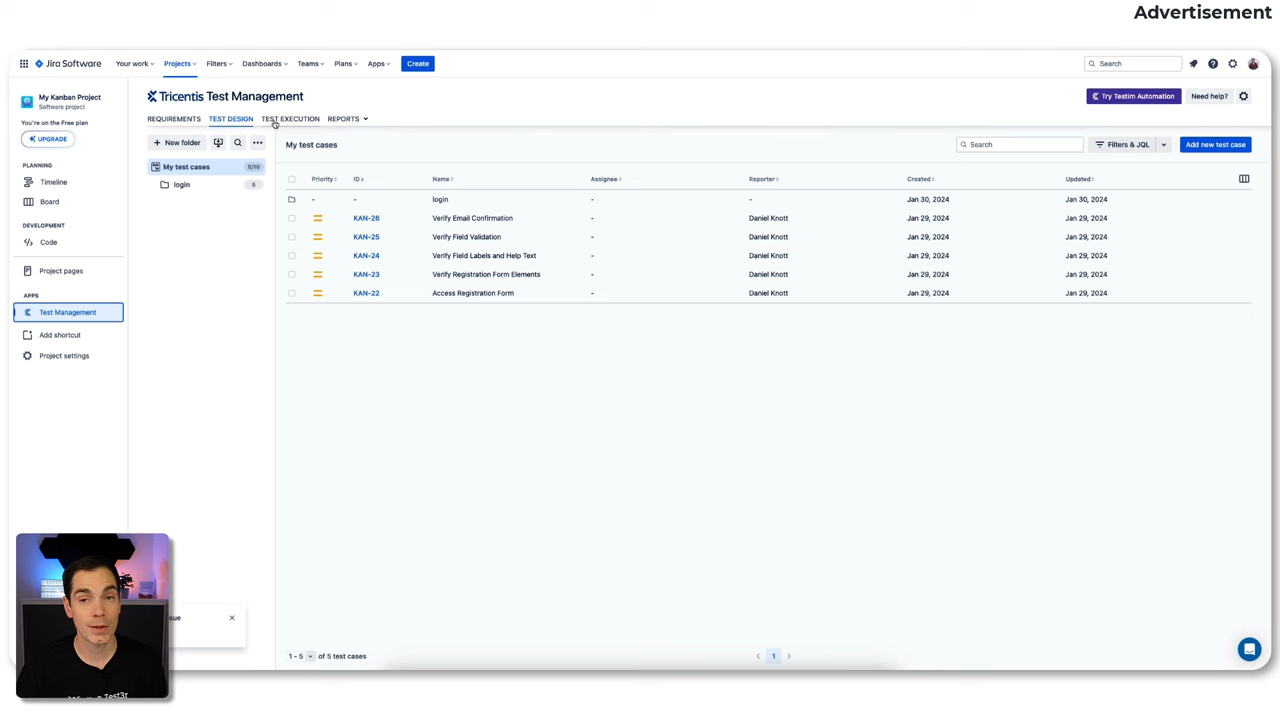 Advertisement
Jira Software
Your work
Projects
Filters
Dashboards
Teams
Plans
Apps
Create
Search
My Kanban Project
Software project
You're on the Free plan
UPGRADE
PLANNING
Timeline
Board
DEVELOPMENT
Code
Project pages
APPS
Test Management
Add shortcut
Project settings
Tricentis Test Management
Try Testim Automation
Need help?
REQUIREMENTS
TEST DESIGN
TEST EXECUTION
REPORTS
+ New folder
My test cases 5/10
login 5
My test cases
Search
Filters & JQL
Add new test case
Priority ID Name Assignee Reporter Created Updated
- - login - - Jan 30, 2024 Jan 30, 2024
KAN-26 Verify Email Confirmation - Daniel Knott Jan 29, 2024 Jan 29, 2024
KAN-25 Verify Field Validation - Daniel Knott Jan 29, 2024 Jan 29, 2024
KAN-24 Verify Field Labels and Help Text - Daniel Knott Jan 29, 2024 Jan 29, 2024
KAN-23 Verify Registration Form Elements - Daniel Knott Jan 29, 2024 Jan 29, 2024
KAN-22 Access Registration Form - Daniel Knott Jan 29, 2024 Jan 29, 2024
sue
1 - 5 of 5 test cases
1